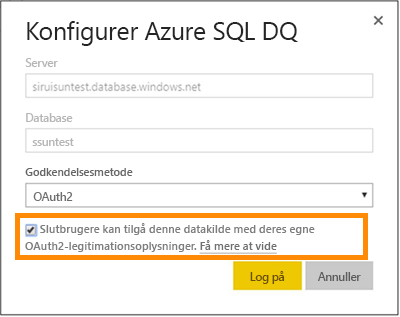 Konfigurer Azure SQL DQ
Server
siruisuntest.database.windows.net
Database
ssuntest
Godkendelsesmetode
OAuth2
Slutbrugere kan tilgå denne datakilde med deres egne
OAuth2-legitimationsoplysninger. Få mere at vide
Log på
Annuller